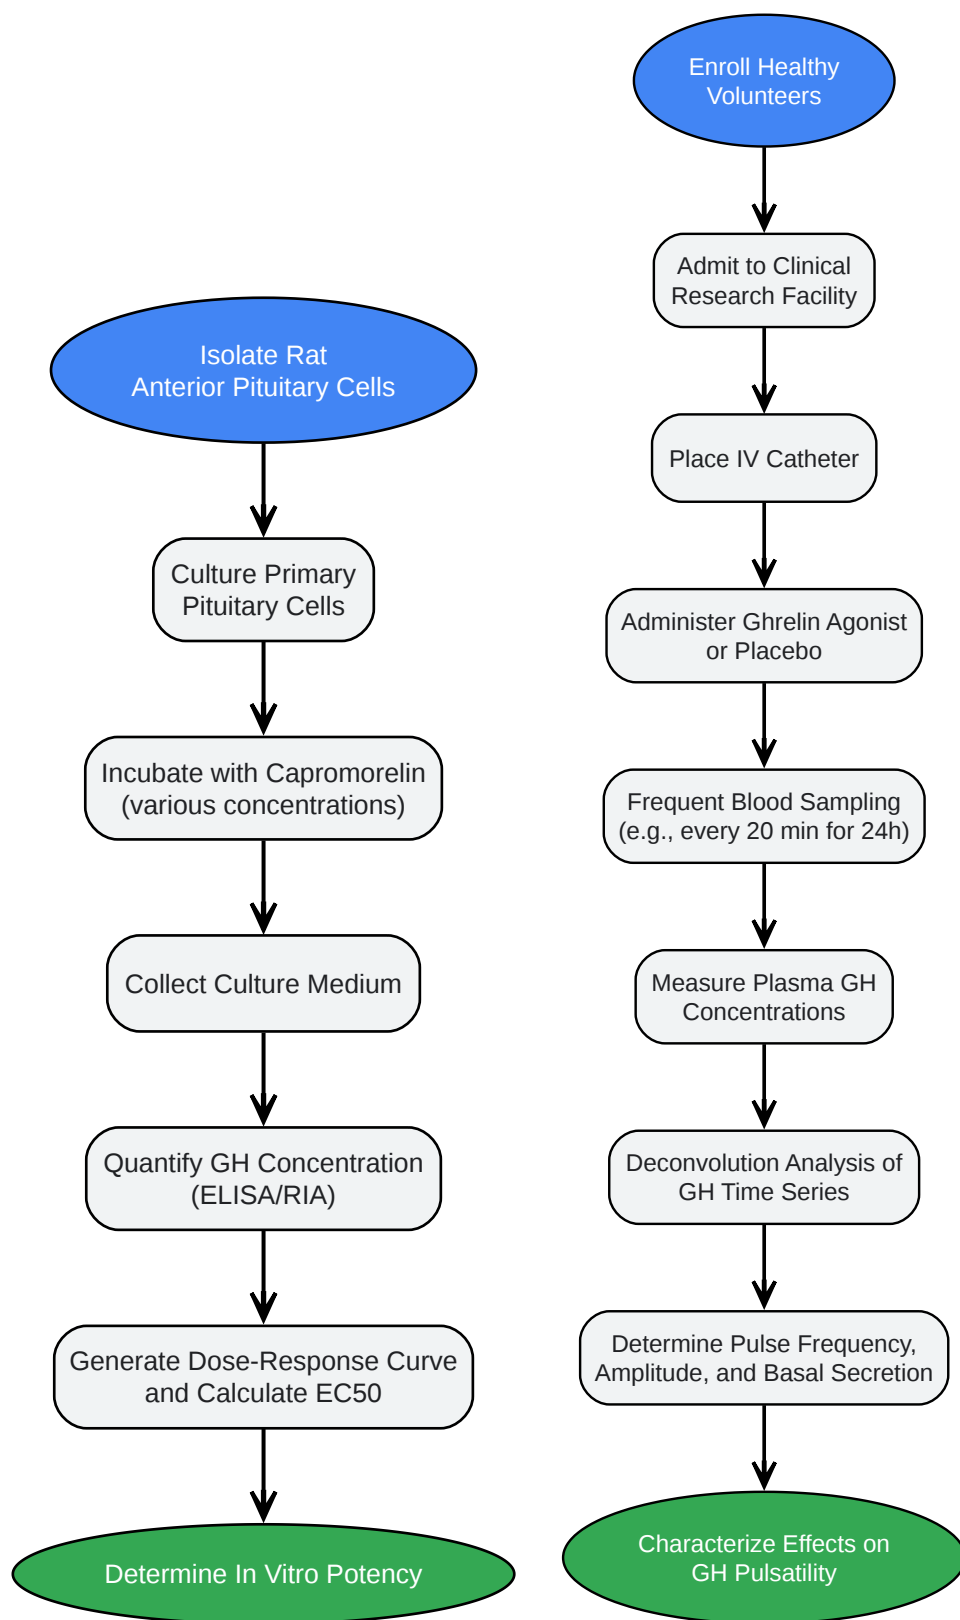 Isolate Rat
Anterior Pituitary Cells
Culture Primary
Pituitary Cells
Incubate with Capromorelin
(various concentrations)
Collect Culture Medium
Quantify GH Concentration
(ELISA/RIA)
Generate Dose-Response Curve
and Calculate EC50
Determine In Vitro Potency
Enroll Healthy
Volunteers
Admit to Clinical
Research Facility
Place IV Catheter
Administer Ghrelin Agonist
or Placebo
Frequent Blood Sampling
(e.g., every 20 min for 24h)
Measure Plasma GH
Concentrations
Deconvolution Analysis of
GH Time Series
Determine Pulse Frequency,
Amplitude, and Basal Secretion
Characterize Effects on
GH Pulsatility